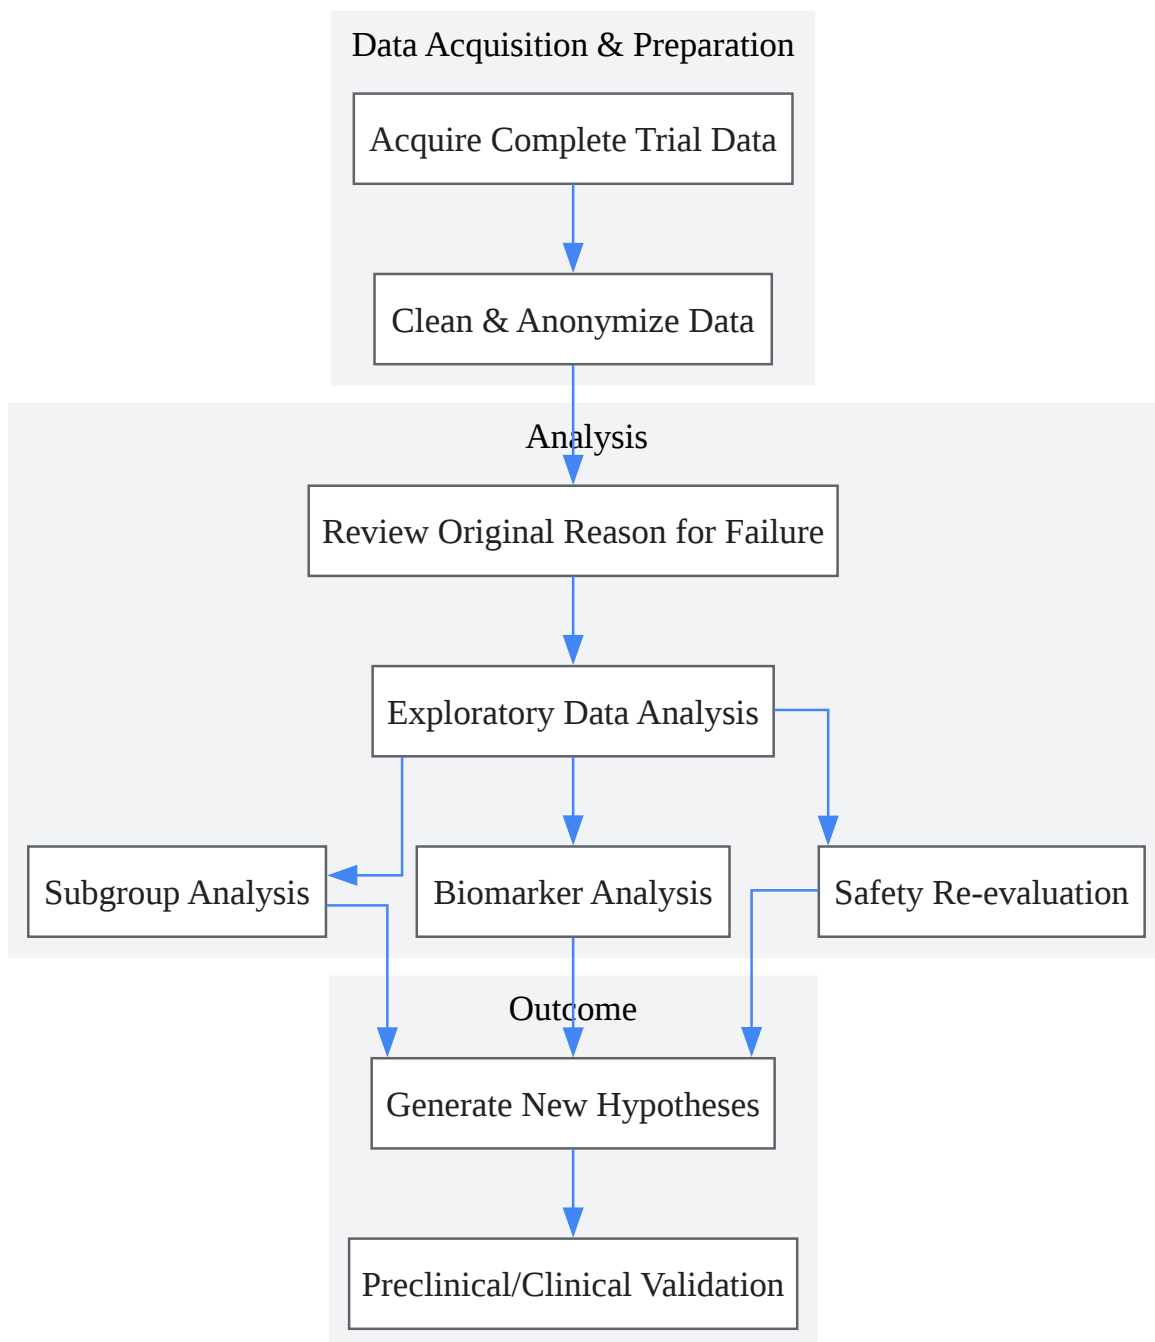 Data Acquisition & Preparation
Acquire Complete Trial Data
Clean & Anonymize Data
Analysis
Review Original Reason for Failure
Exploratory Data Analysis
Subgroup Analysis
Biomarker Analysis
Safety Re-evaluation
Outcome
Generate New Hypotheses
Preclinical/Clinical Validation